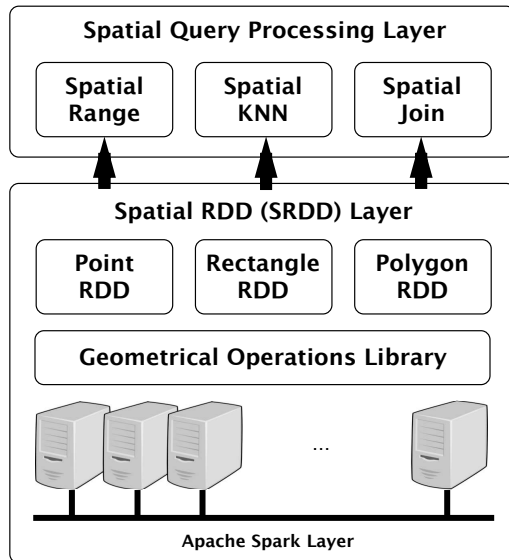 Spatial Query Processing Layer
Spatial
Range
Spatial
KNN
Spatial
Join
Spatial RDD (SRDD) Layer
Point
RDD
Rectangle
RDD
Polygon
RDD
Geometrical Operations Library
...
Apache Spark Layer